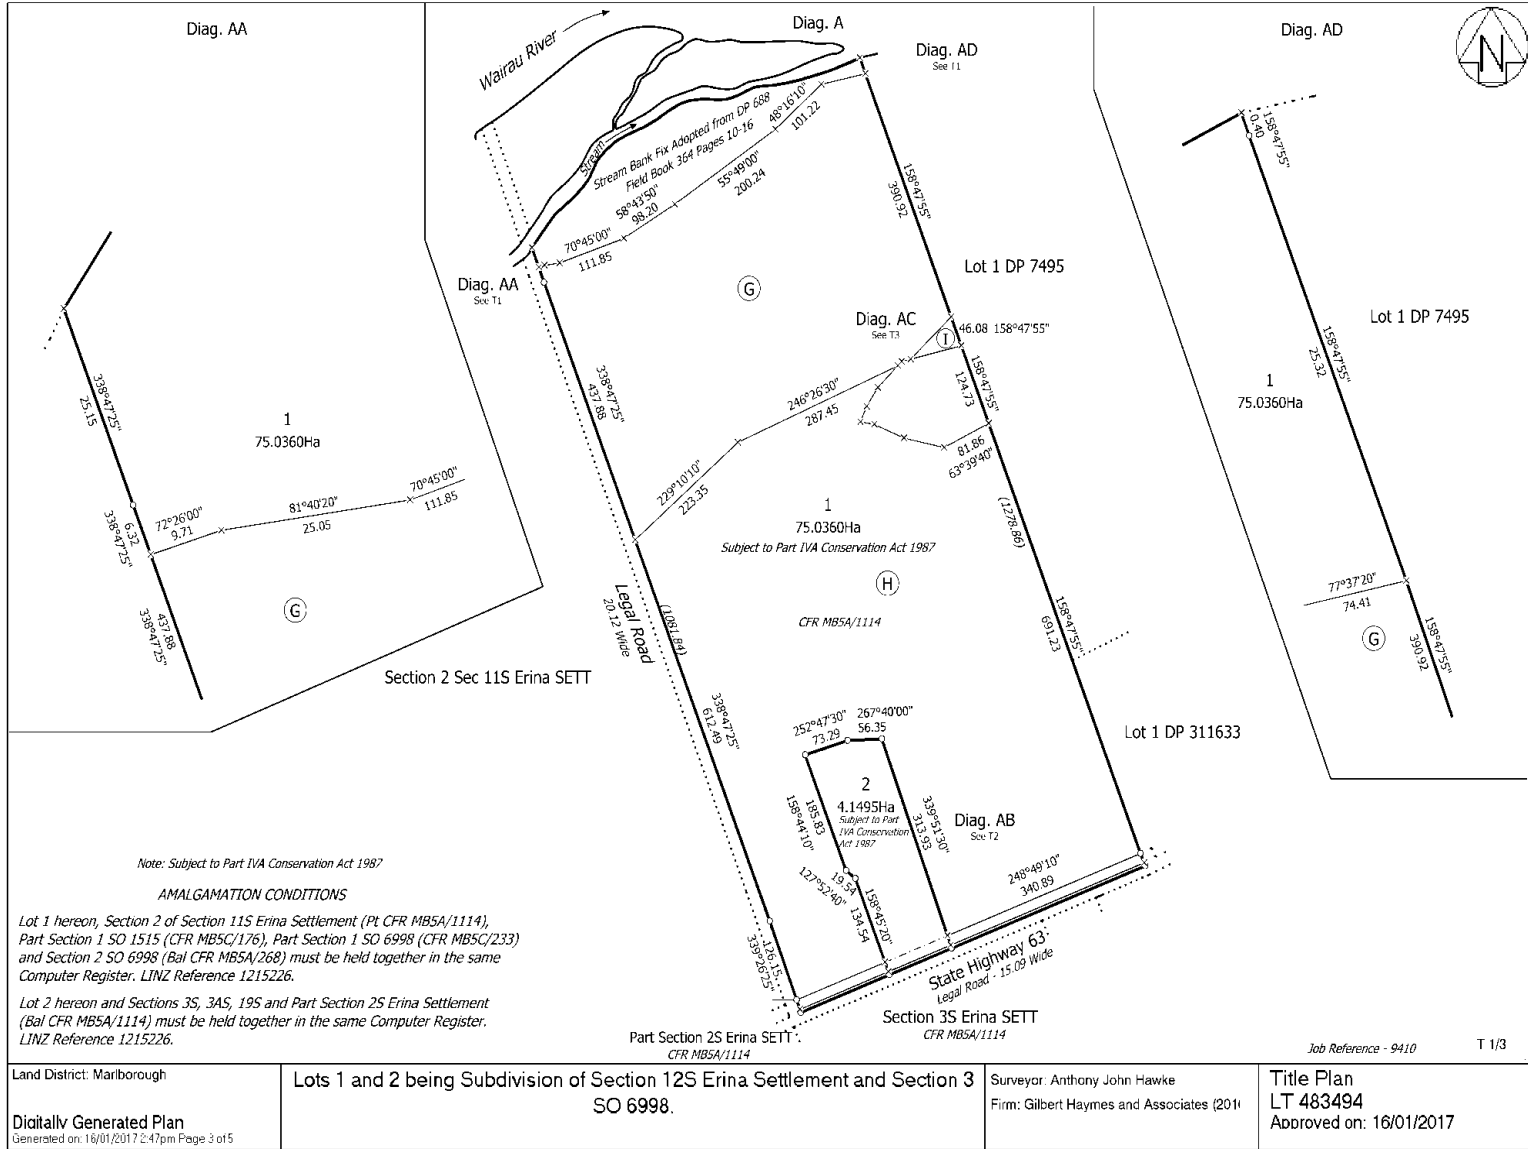 Diag. AA
Wairau River
Diag. A
Diag. AD
See T1
Diag. AD
N
Stream
Stream Bank Fix Adopted from DP 688
Field Book 364 Pages 10-16
48°16'10"
101.22
55°49'00"
200.24
58°43'50"
98.20
70°45'00"
111.85
158°47'55"
0.40
158°47'55"
390.92
Lot 1 DP 7495
Diag. AA
See T1
G
Diag. AC
See T3
46.08 158°47'55"
I
158°47'55"
124.73
Lot 1 DP 7495
158°47'55"
25.32
1
75.0360Ha
338°47'25"
25.15
1
75.0360Ha
338°47'25"
437.88
246°26'30"
287.45
81.86
63°39'40"
70°45'00"
111.85
81°40'20"
25.05
72°26'00"
9.71
6.32
338°47'25"
229°10'10"
223.35
1
75.0360Ha
Subject to Part IVA Conservation Act 1987
(1278.86)
H
CFR MB5A/1114
77°37'20"
74.41
G
158°47'55"
390.92
G
437.88
338°47'25"
Legal Road
20.12 Wide
(1081.84)
158°47'55"
691.23
Section 2 Sec 11S Erina SETT
338°47'25"
612.49
252°47'30"
73.29
267°40'00"
56.35
Lot 1 DP 311633
2
4.1495Ha
Subject to Part
IVA Conservation
Act 1987
185.83
158°44'10"
339°51'30"
313.93
Diag. AB
See T2
19.54
127°52'40"
158°45'20"
134.54
248°49'10"
340.89
126.15
339°26'25"
State Highway 63
Legal Road - 15.09 Wide
Section 3S Erina SETT
CFR MB5A/1114
Part Section 2S Erina SETT
CFR MB5A/1114
Note: Subject to Part IVA Conservation Act 1987
AMALGAMATION CONDITIONS
Lot 1 hereon, Section 2 of Section 11S Erina Settlement (Pt CFR MB5A/1114),
Part Section 1 SO 1515 (CFR MB5C/176), Part Section 1 SO 6998 (CFR MB5C/233)
and Section 2 SO 6998 (Bal CFR MB5A/268) must be held together in the same
Computer Register. LINZ Reference 1215226.
Lot 2 hereon and Sections 3S, 3AS, 19S and Part Section 2S Erina Settlement
(Bal CFR MB5A/1114) must be held together in the same Computer Register.
LINZ Reference 1215226.
Job Reference - 9410
T 1/3
Land District: Marlborough
Digitally Generated Plan
Generated on: 16/01/2017 2:47pm Page 3 of 5
Lots 1 and 2 being Subdivision of Section 12S Erina Settlement and Section 3
SO 6998.
Surveyor: Anthony John Hawke
Firm: Gilbert Haymes and Associates (201
Title Plan
LT 483494
Approved on: 16/01/2017